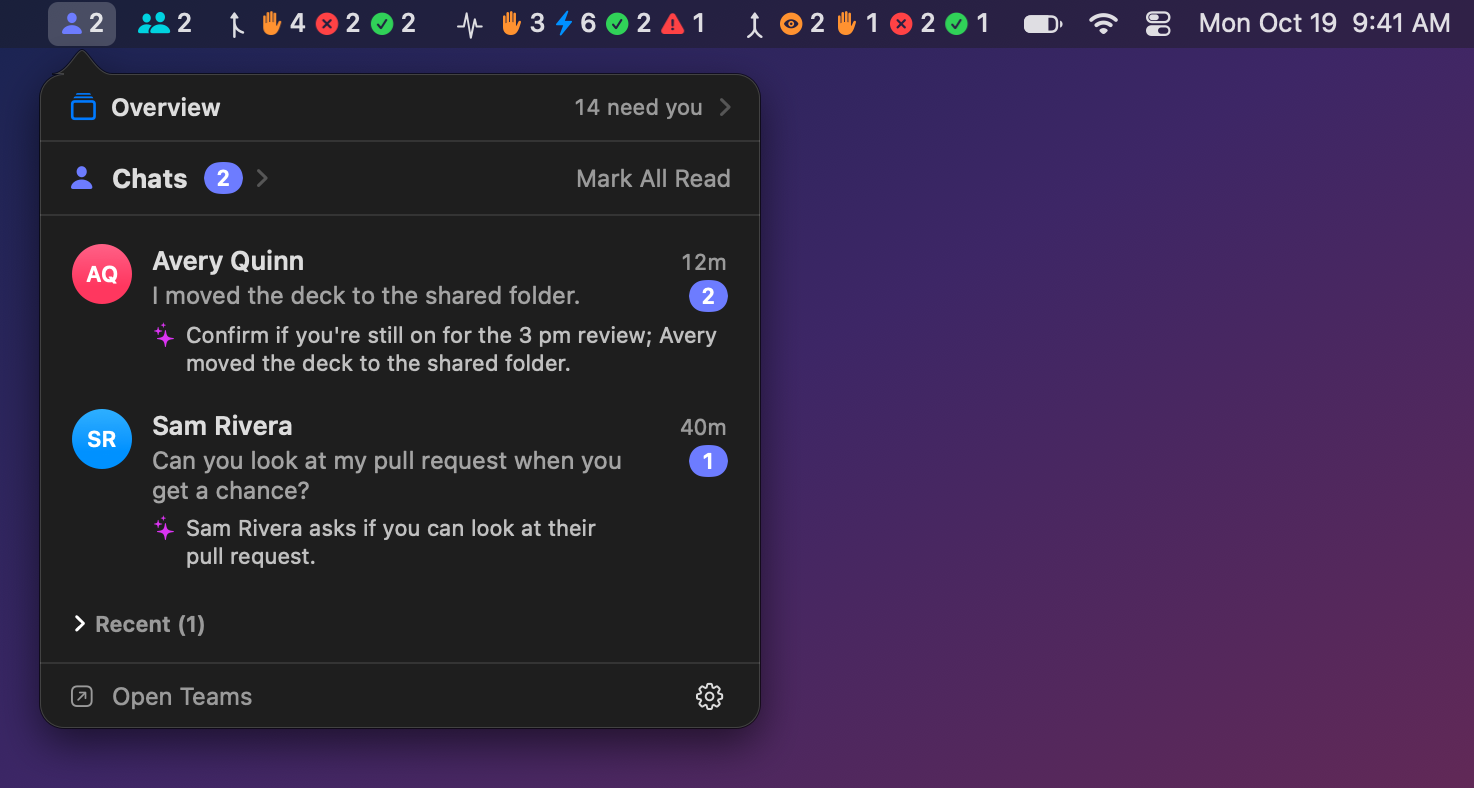 2 2 4 2 2 3 6 2 1 2 1 2 1 Mon Oct 19 9:41 AM
Overview 14 need you
Chats 2 Mark All Read
AQ Avery Quinn 12m
I moved the deck to the shared folder. 2
Confirm if you're still on for the 3 pm review; Avery
moved the deck to the shared folder.
SR Sam Rivera 40m
Can you look at my pull request when you 1
get a chance?
Sam Rivera asks if you can look at their
pull request.
Recent (1)
Open Teams